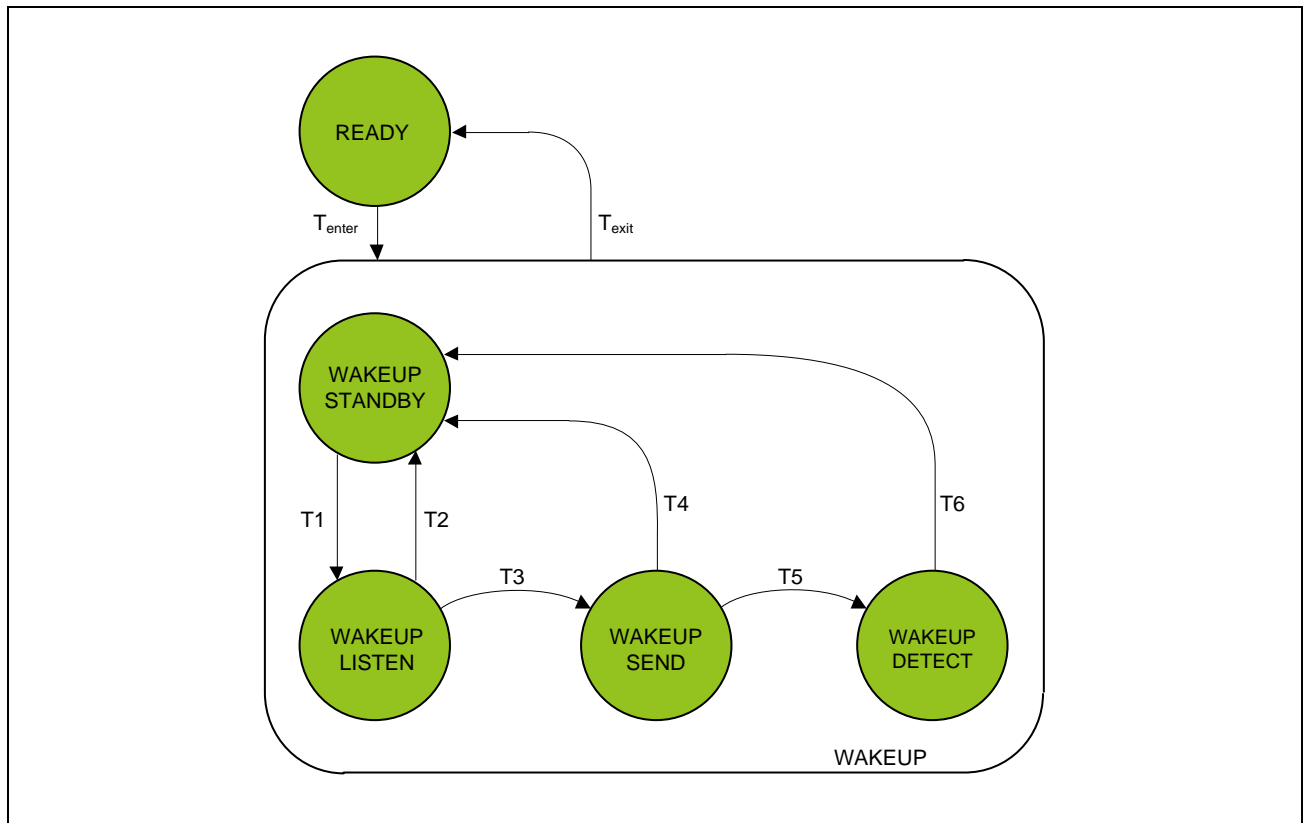 READY
Tenter
Texit
WAKEUP
STANDBY
T1
T2
T4
T6
T3
T5
WAKEUP
LISTEN
WAKEUP
SEND
WAKEUP
DETECT
WAKEUP